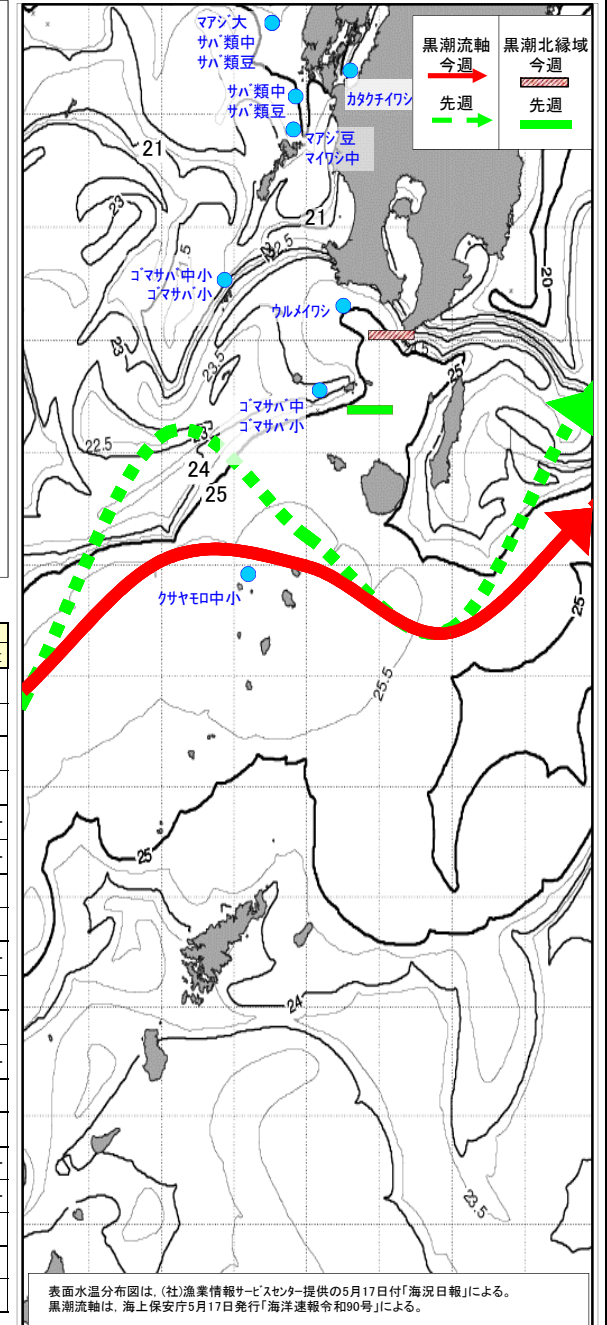 マアジ大
サバ類中
サバ類豆
サバ類中
サバ類豆
カタクチイワシ
マアジ豆
マイワシ中
黒潮流軸
今週
先週
黒潮北縁域
今週
先週
21
23
21
22.5
20
ゴマサバ中小
ゴマサバ小
ウルメイワシ
23
23.5
25
ゴマサバ中
ゴマサバ小
22.5
23
24
25
クサヤモロ中小
25
25.5
25
24
23.5
表面水温分布図は,(社)漁業情報サービスセンター提供の5月17日付「海況日報」による。
黒潮流軸は,海上保安庁5月17日発行「海洋速報令和90号」による。